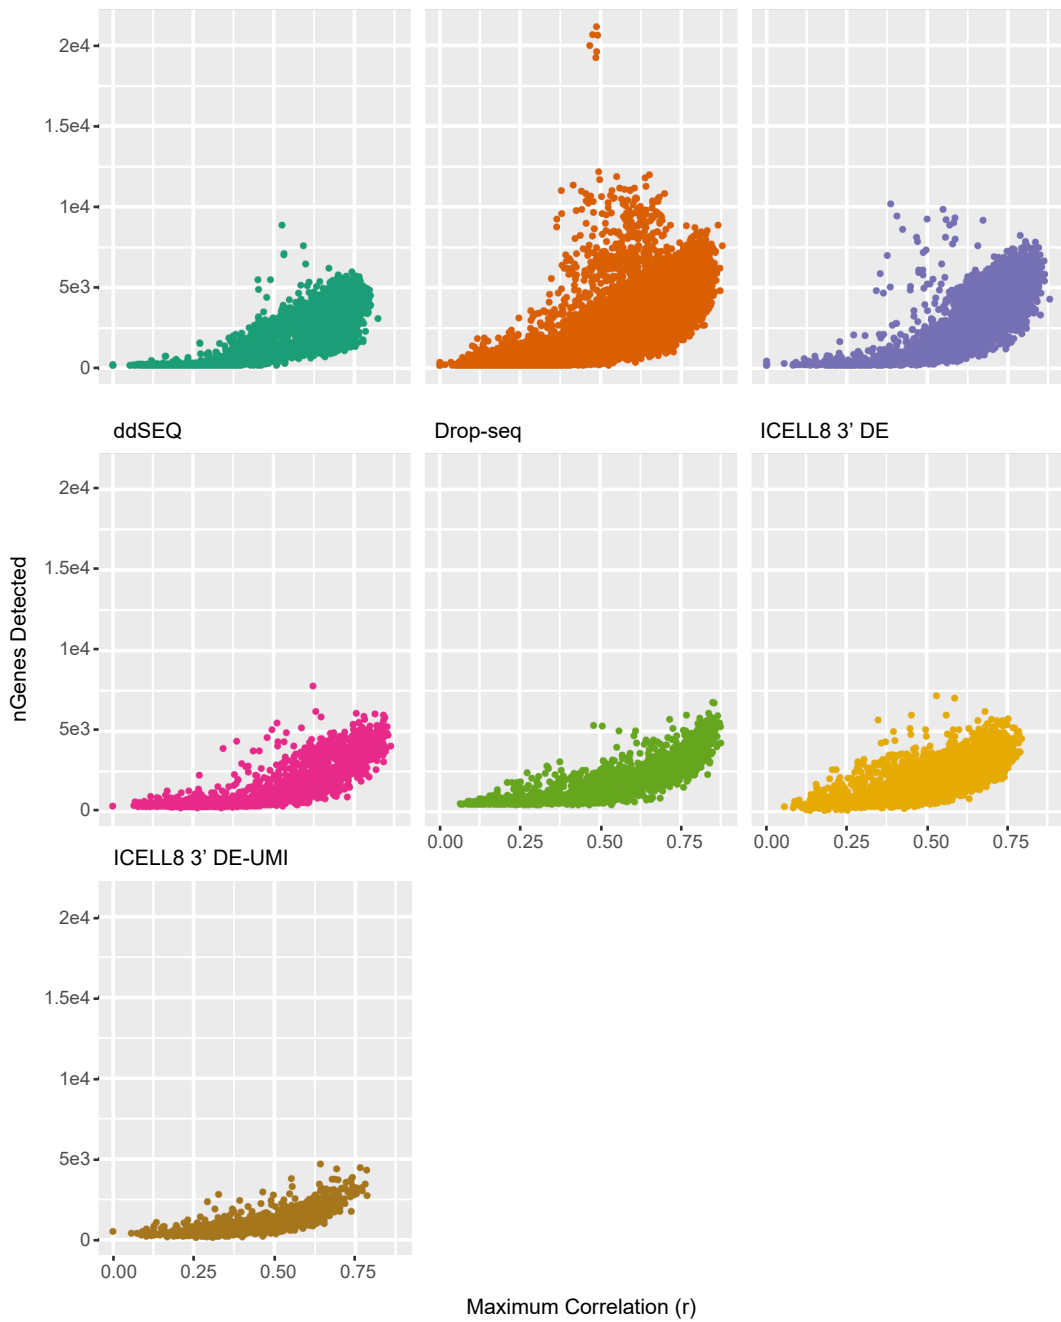 2e4
1.5e4
1e4
5e3
0
ddSEQ Drop-seq ICELL8 3’ DE
2e4
1.5e4
1e4
5e3
0
nGenes Detected
0.00 0.25 0.50 0.75 0.00 0.25 0.50 0.75
ICELL8 3’ DE-UMI
2e4
1.5e4
1e4
5e3
0
0.00 0.25 0.50 0.75
Maximum Correlation (r)